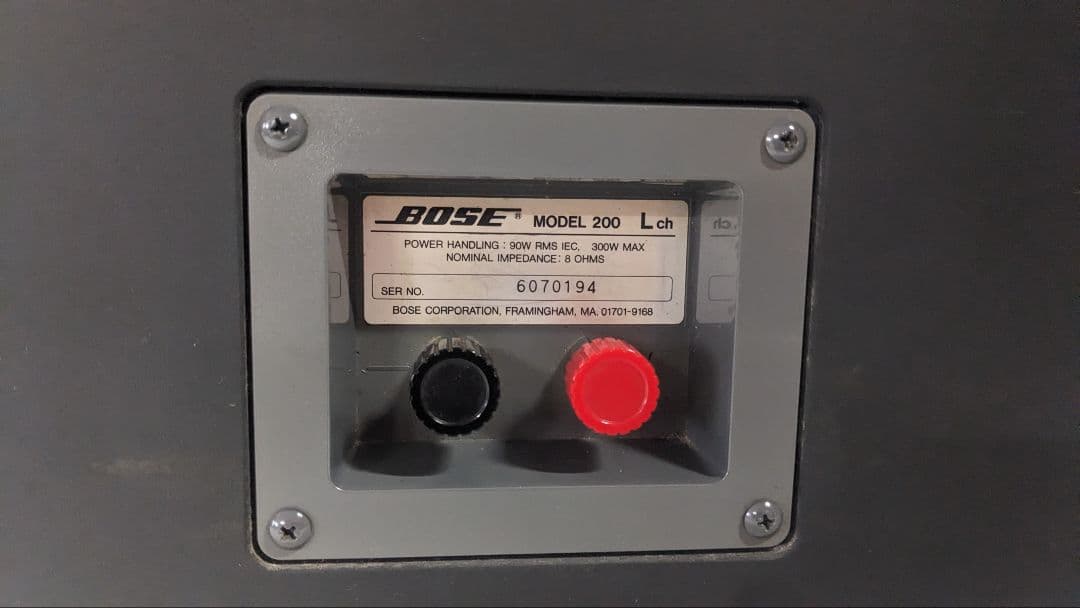 BOSE® MODEL 200 L ch
POWER HANDLING : 90W RMS IEC, 300W MAX
NOMINAL IMPEDANCE: 8 OHMS
SER NO. 6070194
BOSE CORPORATION, FRAMINGHAM, MA. 01701-9168